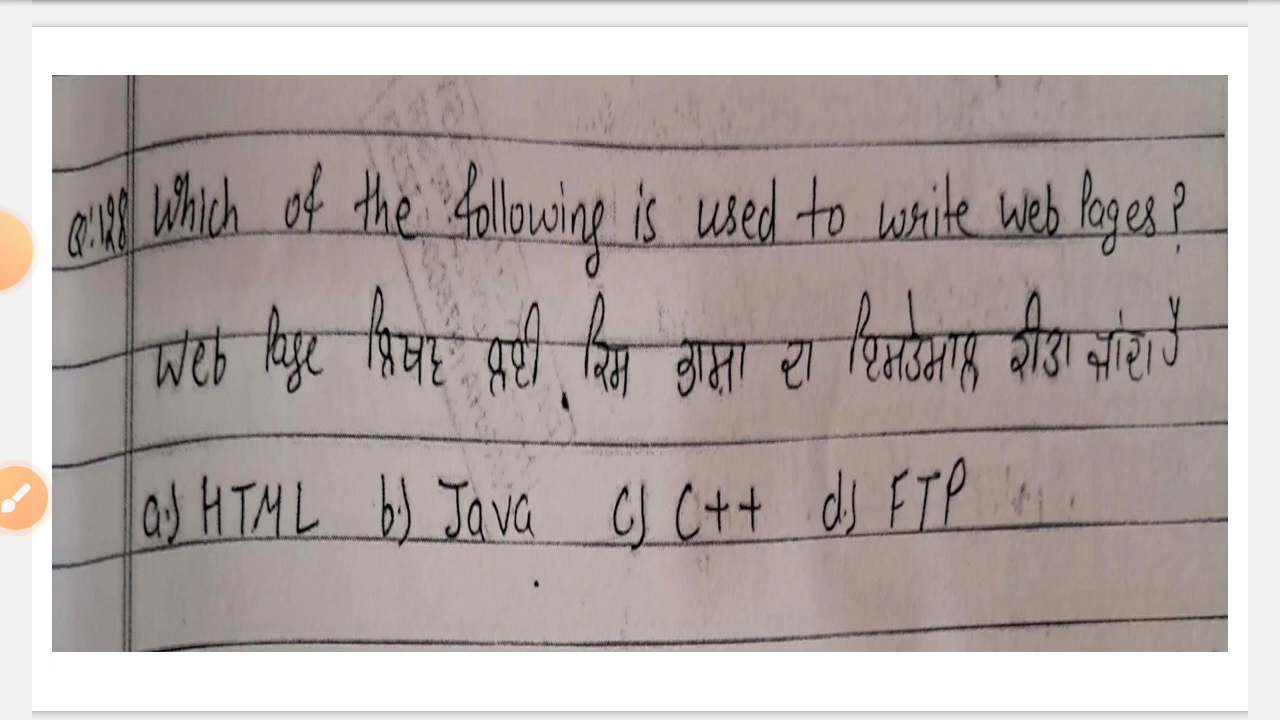 Q.128 Which of the following is used to write web Pages?
Web Page ਲਿਖਣ ਲਈ ਕਿਸ ਭਾਸ਼ਾ ਦਾ ਇਸਤੇਮਾਲ ਕੀਤਾ ਜਾਂਦਾ ਹੈ
a.) HTML b.) Java c.) C++ d.) FTP